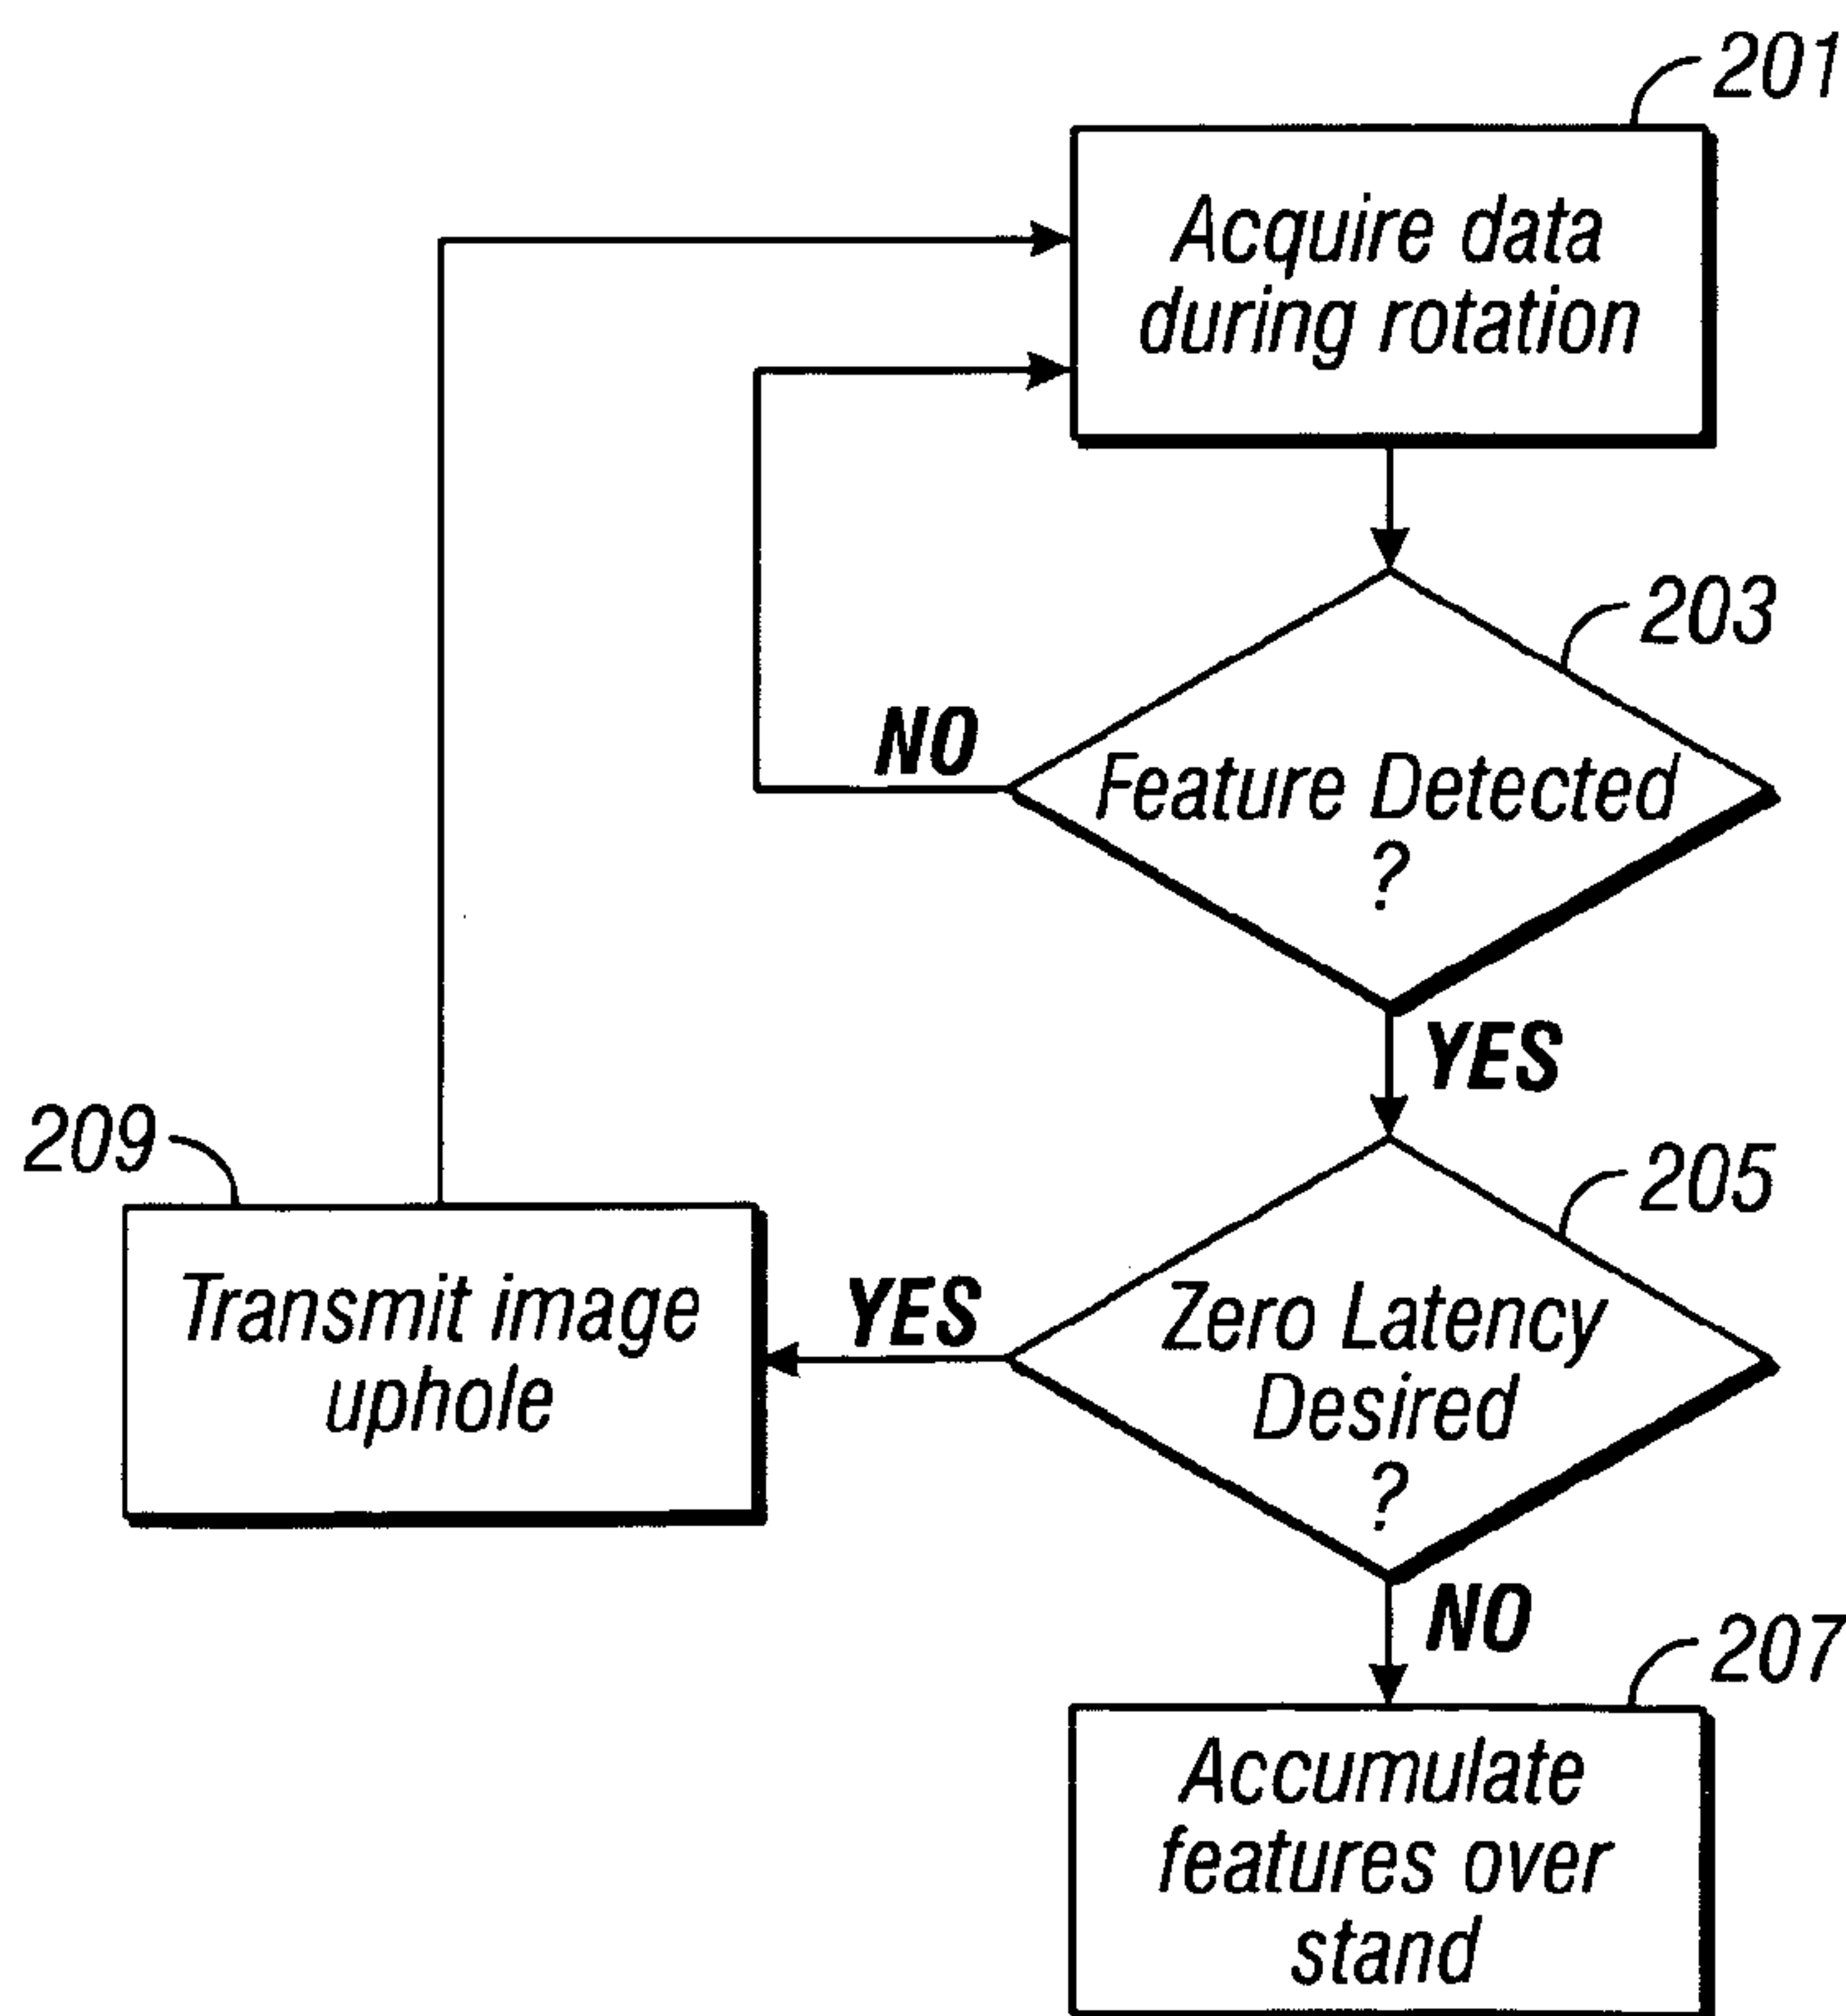 201
Acquire data
during rotation
203
NO
Feature Detected
?
YES
209
205
Transmit image
uphole
YES
Zero Latency
Desired
?
NO
207
Accumulate
features over
stand